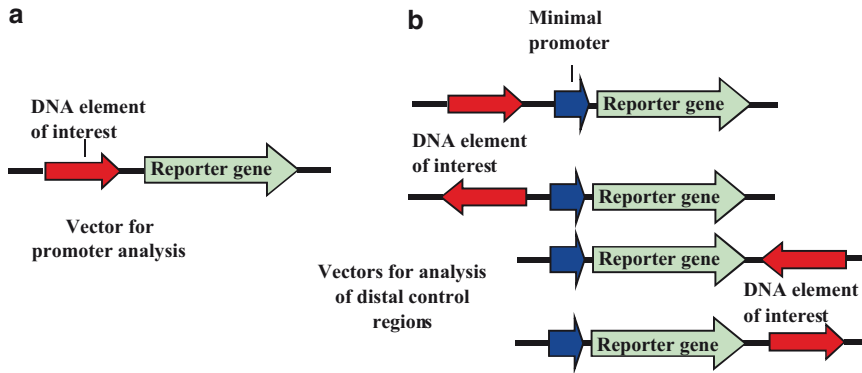 a
DNA element
of interest
Reporter gene
Vector for
promoter analysis
b
Minimal
promoter
Reporter gene
DNA element
of interest
Reporter gene
Reporter gene
Vectors for analysis
of distal control
regions
DNA element
of interest
Reporter gene